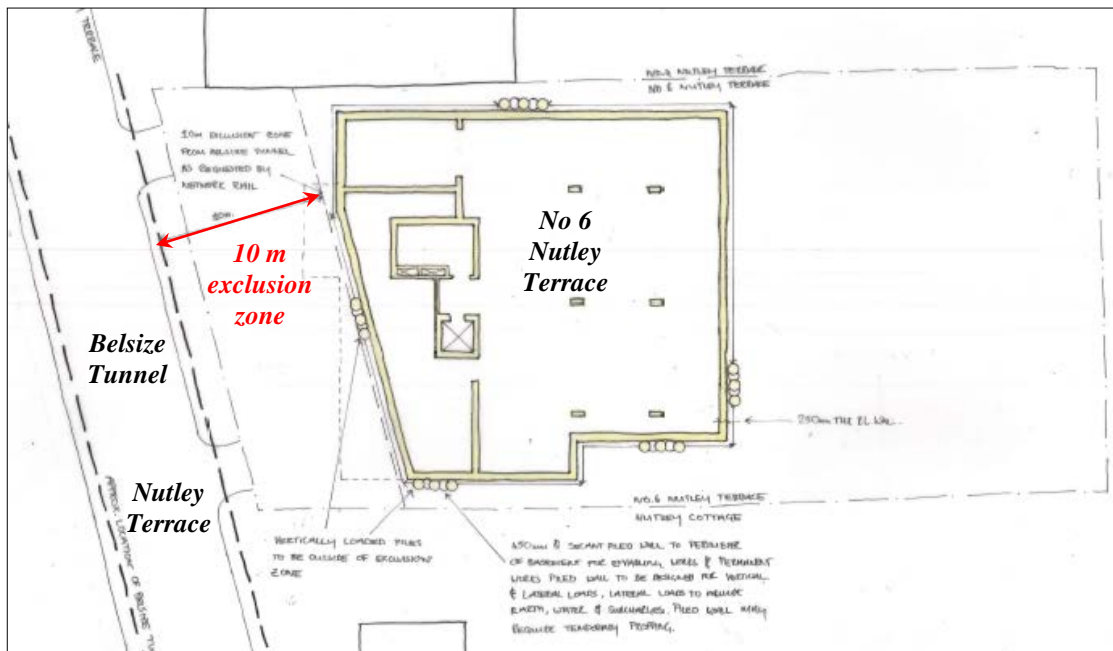 TERRACE
NO.4 NUTLEY TERRACE
NO 6 NUTLEY TERRACE
10M EXCLUSION ZONE
FROM BELSIZE TUNNEL
AS REQUESTED BY
NETWORK RAIL
10M
10 m
exclusion
zone
No 6
Nutley
Terrace
Belsize
Tunnel
Nutley
Terrace
250mm THK RC WALL
APPROX. LOCATION OF BELSIZE
NO.6 NUTLEY TERRACE
NUTLEY COTTAGE
VERTICALLY LOADED PILES
TO BE OUTSIDE OF EXCLUSION
ZONE
450mm Ø SECANT PILED WALL TO PERIMETER
OF BASEMENT FOR ENABLING WORKS & PERMANENT
WORKS PILED WALL TO BE DESIGNED FOR VERTICAL
& LATERAL LOADS, LATERAL LOADS TO INCLUDE
EARTH, WATER & SURCHARGES. PILED WALL MAY
REQUIRE TEMPORARY PROPPING.